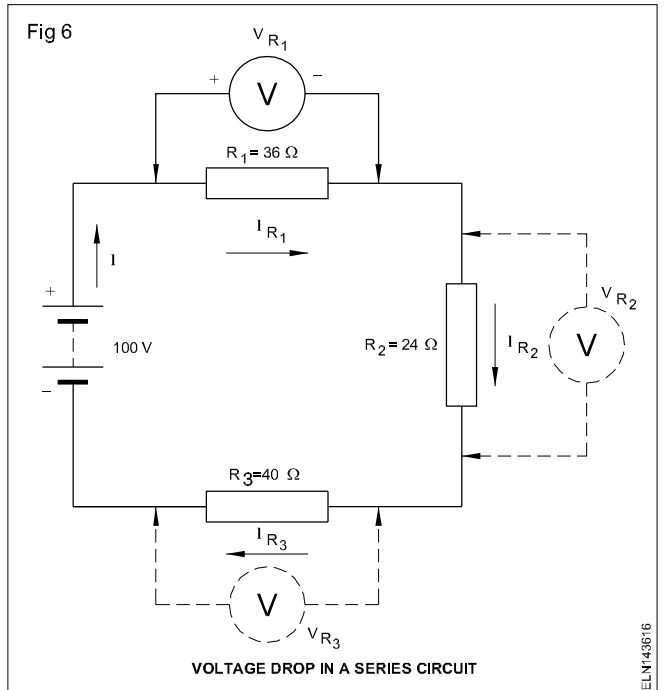 Fig 6
V R1
+ V −
R1 = 36 Ω
I R1
I
+
100 V
−
R2 = 24 Ω
I R2
V R2
V
R3=40 Ω
I R3
V
V R3
VOLTAGE DROP IN A SERIES CIRCUIT
ELN143616